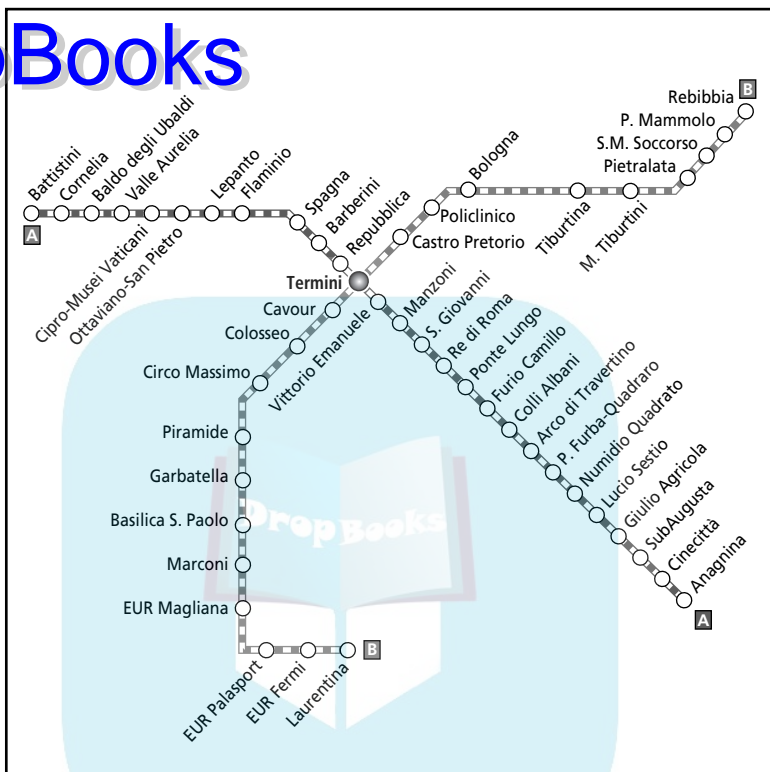 pBooks
Rebibbia
B
P. Mammolo
S.M. Soccorso
Pietralata
Battistini
Cornelia
Baldo degli Ubaldi
Valle Aurelia
Lepanto
Flaminio
Spagna
Barberini
Repubblica
Bologna
Policlinico
Castro Pretorio
Tiburtina
M. Tiburtini
A
Cipro-Musei Vaticani
Ottaviano-San Pietro
Termini
Cavour
Colosseo
Vittorio Emanuele
Circo Massimo
Manzoni
S. Giovanni
Re di Roma
Ponte Lungo
Furio Camillo
Colli Albani
Arco di Travertino
P. Furba-Quadraro
Numidio Quadrato
Lucio Sestio
Giulio Agricola
SubAugusta
Cinecittà
Anagnina
A
Piramide
Garbatella
Basilica S. Paolo
Marconi
EUR Magliana
EUR Palasport
EUR Fermi
Laurentina
B
DropBooks